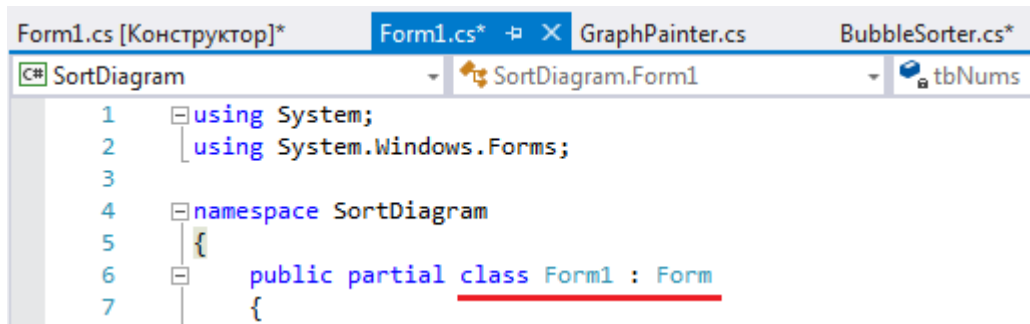 Form1.cs [Конструктор]* Form1.cs* GraphPainter.cs BubbleSorter.cs*
C# SortDiagram SortDiagram.Form1 tbNums
1 using System;
2 using System.Windows.Forms;
3
4 namespace SortDiagram
5 {
6 public partial class Form1 : Form
7 {